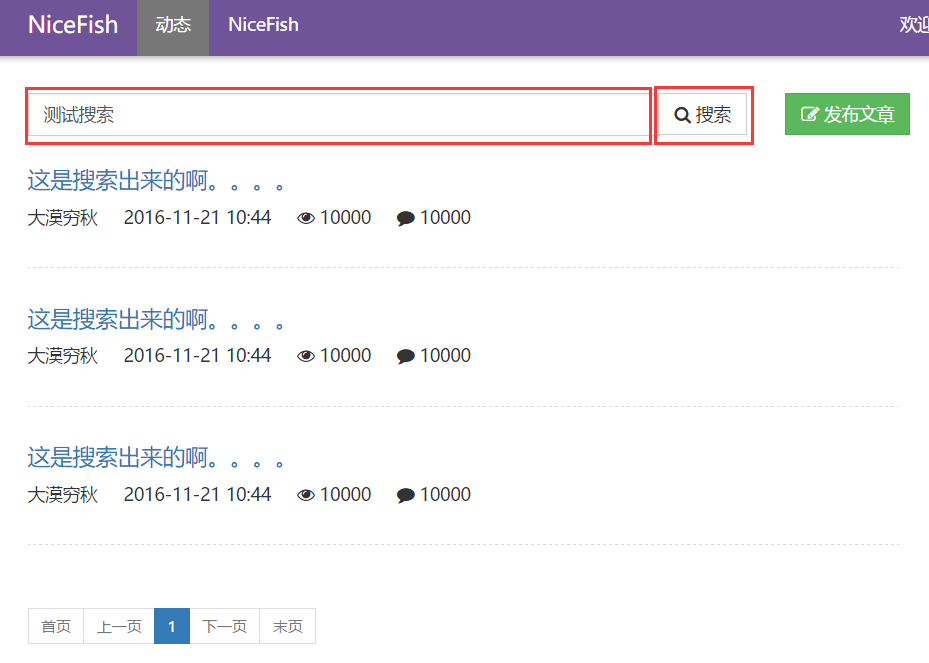 NiceFish 动态 NiceFish 欢迎
测试搜索 搜索 发布文章
这是搜索出来的啊。。。。
大漠穷秋 2016-11-21 10:44 10000 10000
这是搜索出来的啊。。。。
大漠穷秋 2016-11-21 10:44 10000 10000
这是搜索出来的啊。。。。
大漠穷秋 2016-11-21 10:44 10000 10000
首页 上一页 1 下一页 末页